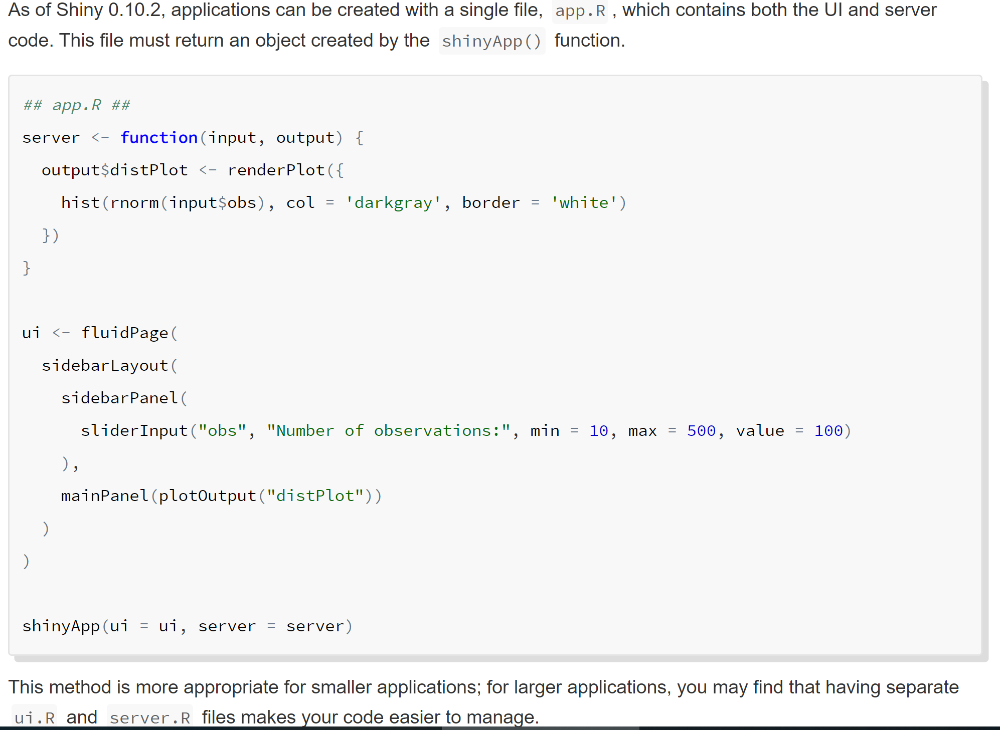 As of Shiny 0.10.2, applications can be created with a single file, app.R , which contains both the UI and server
code. This file must return an object created by the shinyApp() function.
## app.R ##
server <- function(input, output) {
  output$distPlot <- renderPlot({
    hist(rnorm(input$obs), col = 'darkgray', border = 'white')
  })
}
ui <- fluidPage(
  sidebarLayout(
    sidebarPanel(
      sliderInput("obs", "Number of observations:", min = 10, max = 500, value = 100)
    ),
    mainPanel(plotOutput("distPlot"))
  )
)
shinyApp(ui = ui, server = server)
This method is more appropriate for smaller applications; for larger applications, you may find that having separate
ui.R and server.R files makes your code easier to manage.